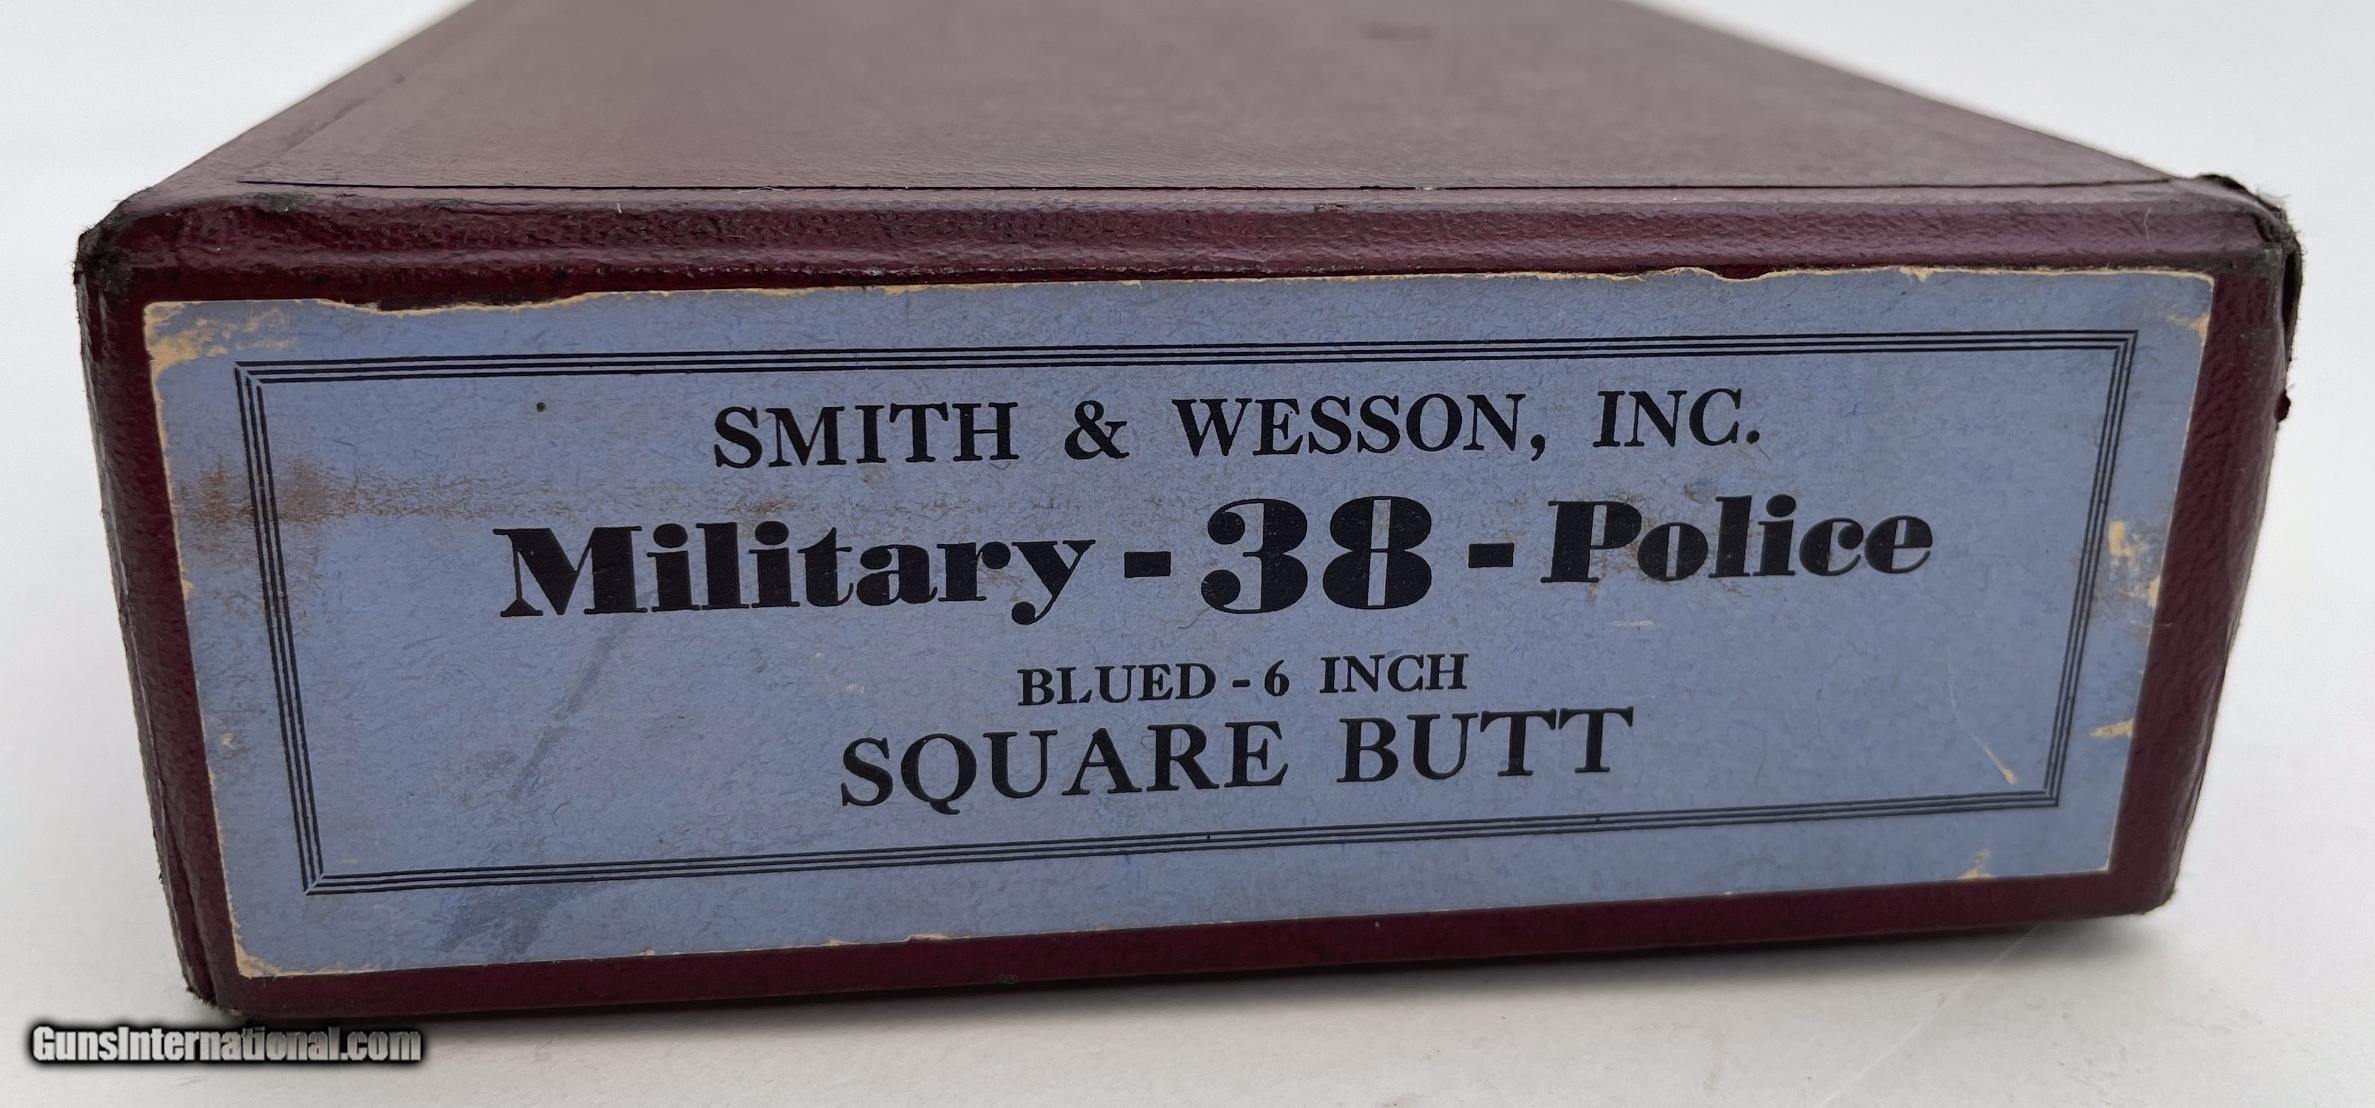 SMITH & WESSON, INC.
Military - 38 - Police
BLUED - 6 INCH
SQUARE BUTT
GunsInternational.com